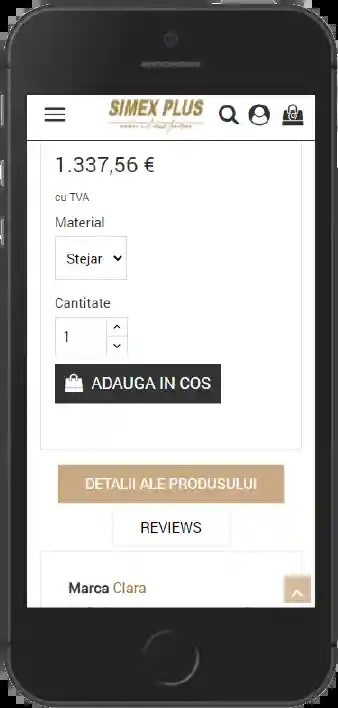 SIMEX PLUS
1.337,56 €
cu TVA
Material
Stejar
Cantitate
1
ADAUGA IN COS
DETALII ALE PRODUSULUI
REVIEWS
Marca Clara